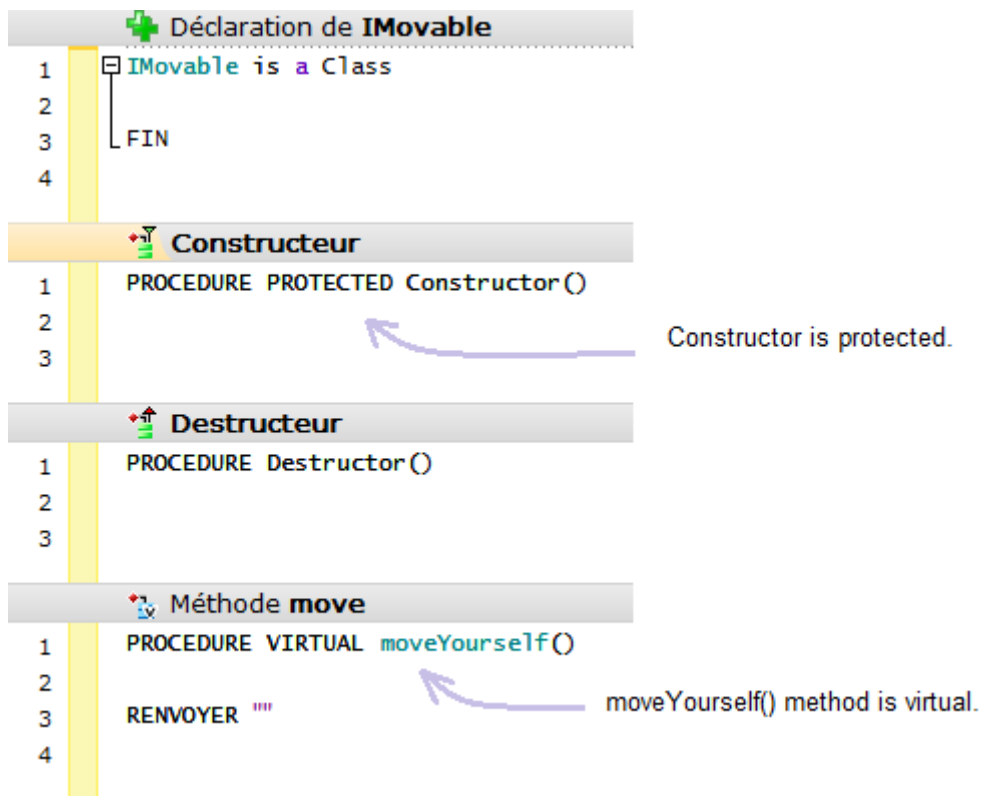 Déclaration de IMovable
1 IMovable is a Class
2
3 FIN
4
Constructeur
1 PROCEDURE PROTECTED Constructor()
2
Constructor is protected.
3
Destructeur
1 PROCEDURE Destructor()
2
3
Méthode move
1 PROCEDURE VIRTUAL moveYourself()
2
moveYourself() method is virtual.
3 RENVOYER ""
4